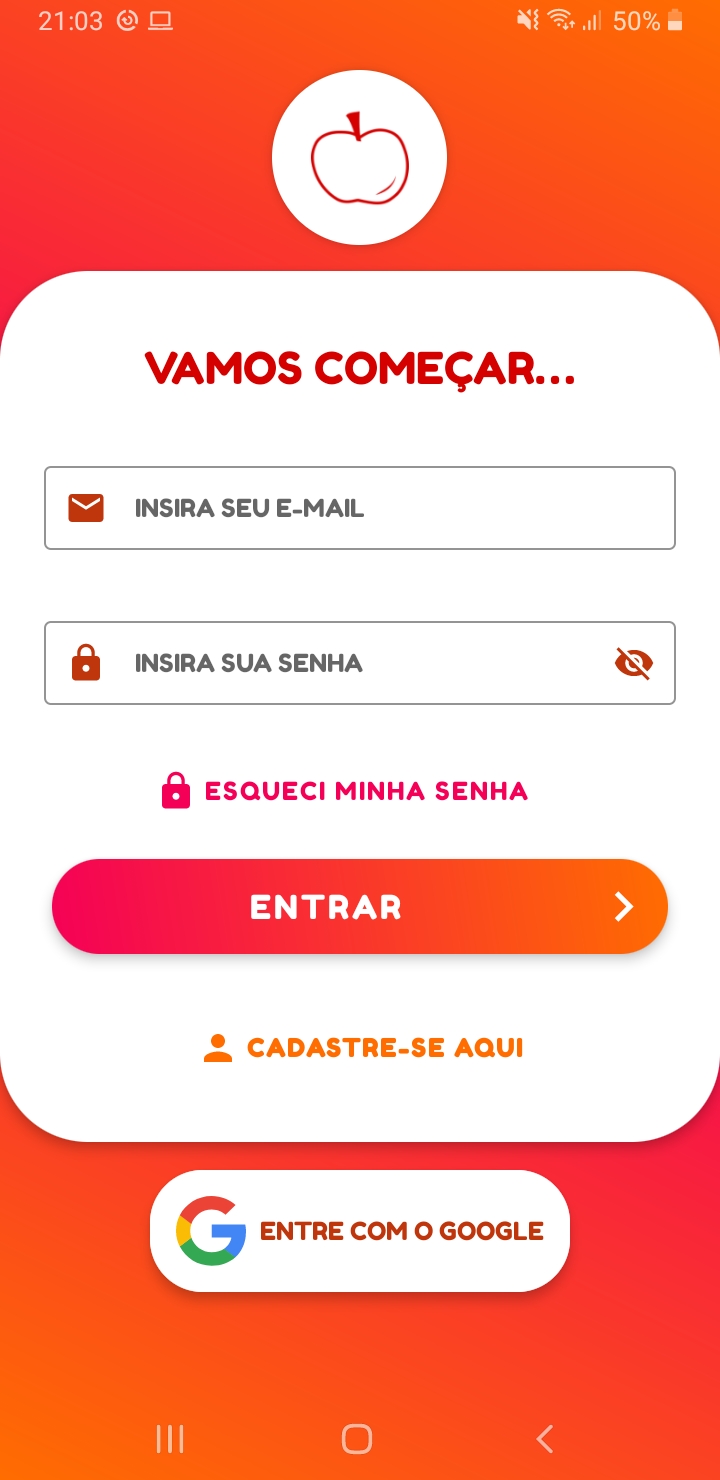 21:03 50%
VAMOS COMEÇAR...
INSIRA SEU E-MAIL
INSIRA SUA SENHA
ESQUECI MINHA SENHA
ENTRAR
CADASTRE-SE AQUI
ENTRE COM O GOOGLE